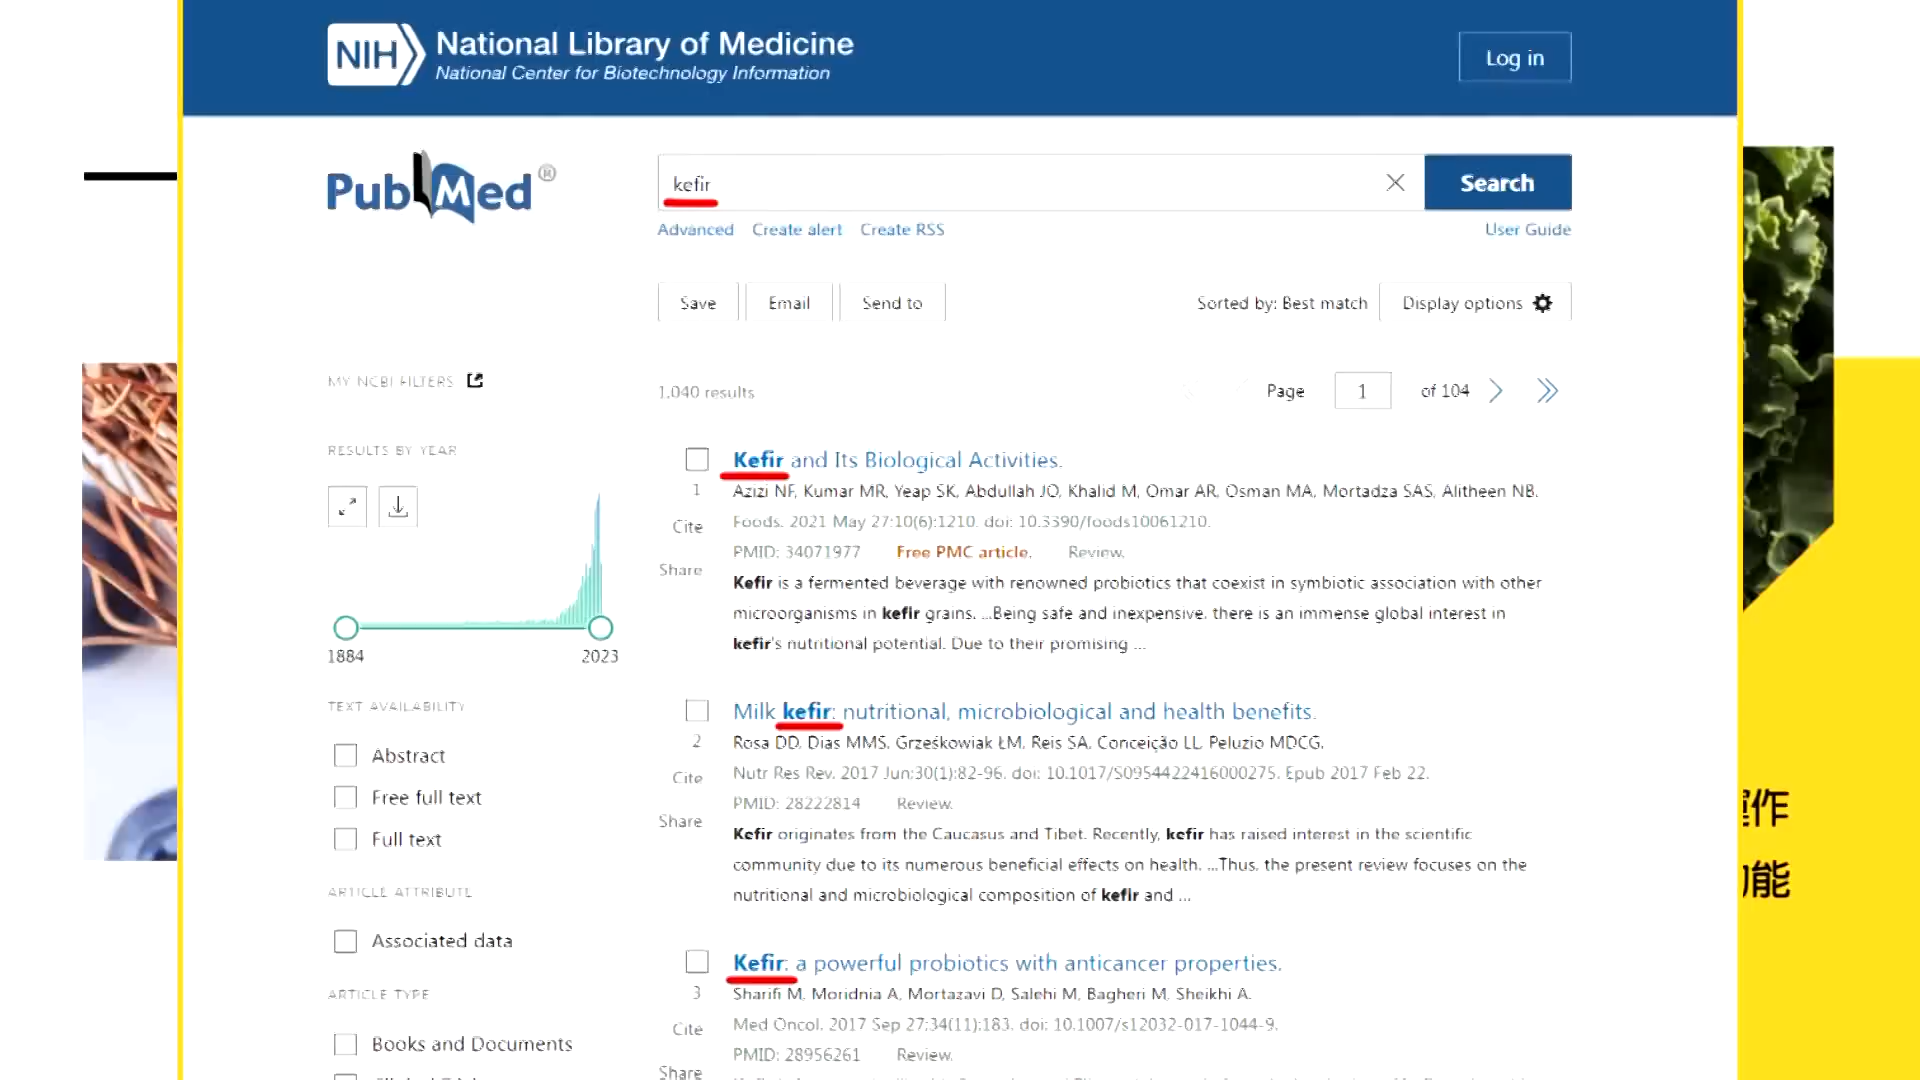 NIH
National Library of Medicine
National Center for Biotechnology Information
Log in
PubMed®
kefir
Search
Advanced Create alert Create RSS
User Guide
Save Email Send to
Sorted by: Best match
Display options
MY NCBI FILTERS
1,040 results
Page 1 of 104
RESULTS BY YEAR
1884 2023
TEXT AVAILABILITY
Abstract
Free full text
Full text
ARTICLE ATTRIBUTE
Associated data
ARTICLE TYPE
Books and Documents
Kefir and Its Biological Activities.
1
Azizi NF, Kumar MR, Yeap SK, Abdullah JO, Khalid M, Omar AR, Osman MA, Mortadza SAS, Alitheen NB.
Cite
Foods. 2021 May 27;10(6):1210. doi: 10.3390/foods10061210.
PMID: 34071977 Free PMC article. Review.
Share
Kefir is a fermented beverage with renowned probiotics that coexist in symbiotic association with other
microorganisms in kefir grains. ...Being safe and inexpensive, there is an immense global interest in
kefir's nutritional potential. Due to their promising ...
Milk kefir: nutritional, microbiological and health benefits.
2
Rosa DD, Dias MMS, Grześkowiak ŁM, Reis SA, Conceição LL, Peluzio MDCG.
Cite
Nutr Res Rev. 2017 Jun;30(1):82-96. doi: 10.1017/S0954422416000275. Epub 2017 Feb 22.
PMID: 28222814 Review.
Share
Kefir originates from the Caucasus and Tibet. Recently, kefir has raised interest in the scientific
community due to its numerous beneficial effects on health. ...Thus, the present review focuses on the
nutritional and microbiological composition of kefir and ...
Kefir: a powerful probiotics with anticancer properties.
3
Sharifi M, Moridnia A, Mortazavi D, Salehi M, Bagheri M, Sheikhi A.
Cite
Med Oncol. 2017 Sep 27;34(11):183. doi: 10.1007/s12032-017-1044-9.
PMID: 28956261 Review.
Share
作
能